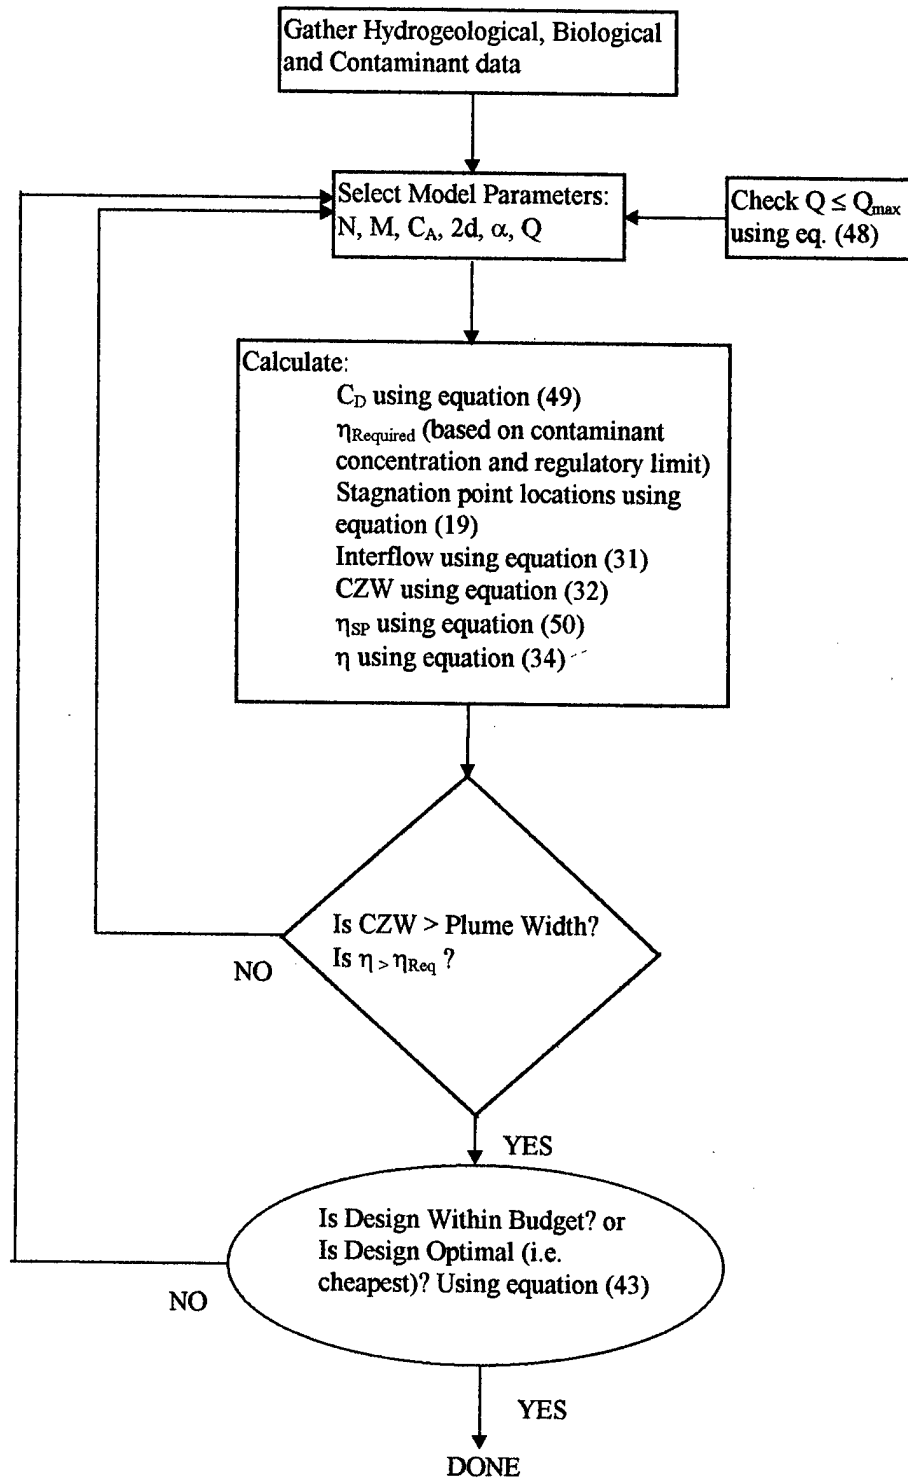 Gather Hydrogeological, Biological
and Contaminant data
Select Model Parameters:
N, M, C_A, 2d, α, Q
Check Q ≤ Q_max
using eq. (48)
Calculate:
C_D using equation (49)
η_Required (based on contaminant
concentration and regulatory limit)
Stagnation point locations using
equation (19)
Interflow using equation (31)
CZW using equation (32)
η_SP using equation (50)
η using equation (34)
Is CZW > Plume Width?
Is η > η_Req ?
NO
YES
Is Design Within Budget? or
Is Design Optimal (i.e.
cheapest)? Using equation (43)
NO
YES
DONE